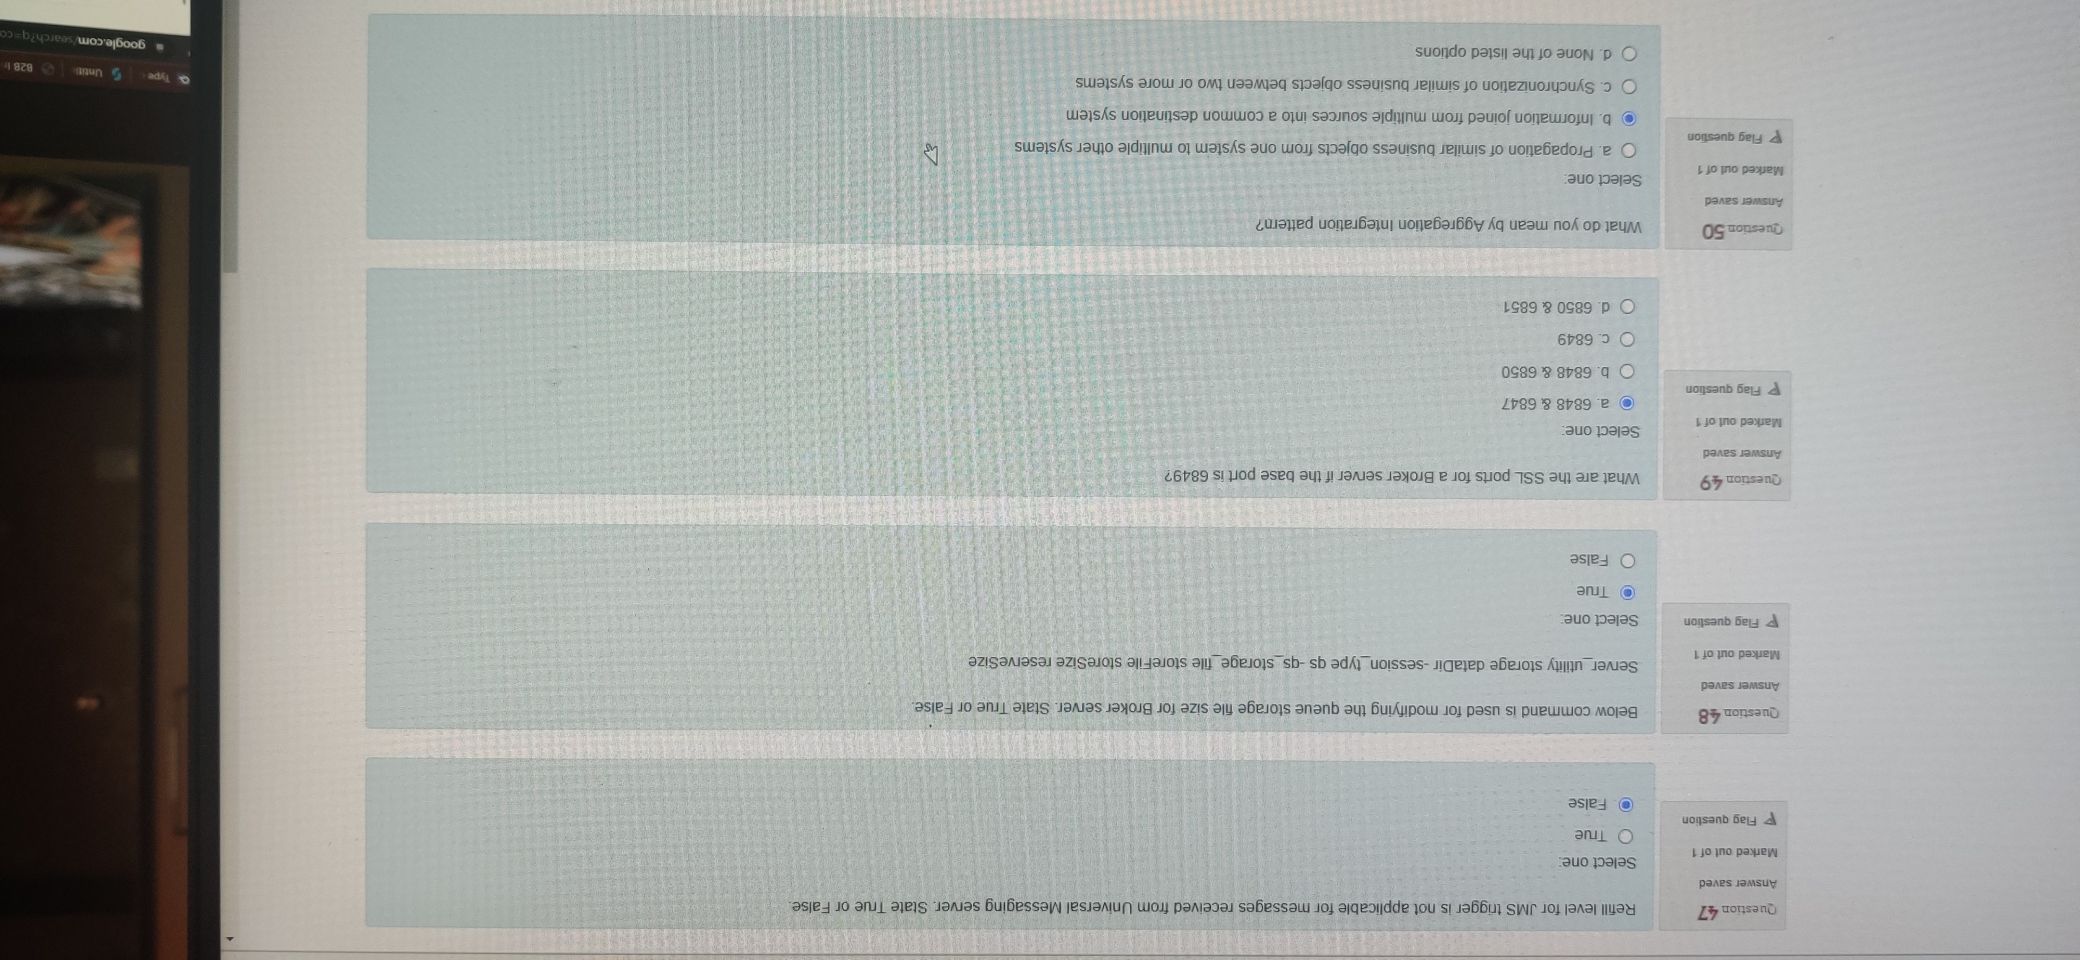 Question 47
Answer saved
Marked out of 1
Flag question
Refill level for JMS trigger is not applicable for messages received from Universal Messaging server. State True or False.
Select one:
True
False
Question 48
Answer saved
Marked out of 1
Flag question
Below command is used for modifying the queue storage file size for Broker server. State True or False.
Server_utility storage dataDir -session_type qs -qs_storage_file storeFile storeSize reserveSize
Select one:
True
False
Question 49
Answer saved
Marked out of 1
Flag question
What are the SSL ports for a Broker server if the base port is 6849?
Select one:
a. 6848 & 6847
b. 6848 & 6850
c. 6849
d. 6850 & 6851
Question 50
Answer saved
Marked out of 1
Flag question
What do you mean by Aggregation Integration pattern?
Select one:
a. Propagation of similar business objects from one system to multiple other systems
b. Information joined from multiple sources into a common destination system
c. Synchronization of similar business objects between two or more systems
d. None of the listed options
Type Untitl B2B
google.com/search?q=co